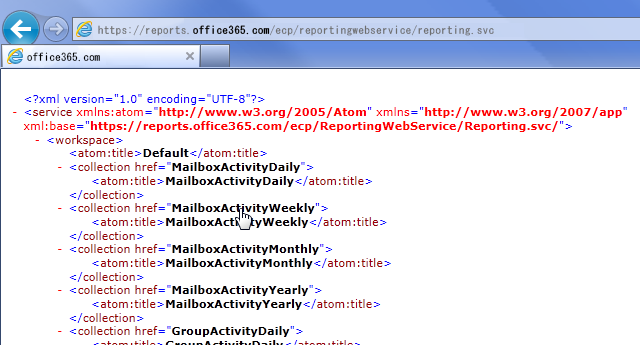 https://reports.office365.com/ecp/reportingwebservice/reporting.svc
office365.com
<?xml version="1.0" encoding="UTF-8"?>
- <service xmlns:atom="http://www.w3.org/2005/Atom" xmlns="http://www.w3.org/2007/app"
xml:base="https://reports.office365.com/ecp/ReportingWebService/Reporting.svc/">
- <workspace>
<atom:title>Default</atom:title>
- <collection href="MailboxActivityDaily">
<atom:title>MailboxActivityDaily</atom:title>
</collection>
- <collection href="MailboxActivityWeekly">
<atom:title>MailboxActivityWeekly</atom:title>
</collection>
- <collection href="MailboxActivityMonthly">
<atom:title>MailboxActivityMonthly</atom:title>
</collection>
- <collection href="MailboxActivityYearly">
<atom:title>MailboxActivityYearly</atom:title>
</collection>
- <collection href="GroupActivityDaily">
<atom:title>GroupActivityDaily</atom:title>